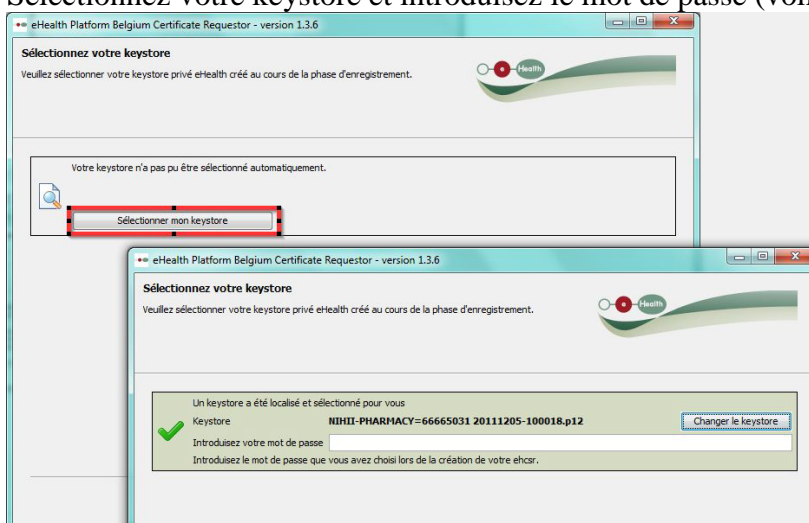 Sélectionnez votre keystore et introduisez le mot de passe (voir
eHealth Platform Belgium Certificate Requestor - version 1.3.6
Sélectionnez votre keystore
Veuillez sélectionner votre keystore privé eHealth créé au cours de la phase d'enregistrement.
Health
Votre keystore n'a pas pu être sélectionné automatiquement.
Sélectionner mon keystore
eHealth Platform Belgium Certificate Requestor - version 1.3.6
Sélectionnez votre keystore
Veuillez sélectionner votre keystore privé eHealth créé au cours de la phase d'enregistrement.
Health
Un keystore a été localisé et sélectionné pour vous
Keystore NIHII-PHARMACY=66665031 20111205-100018.p12 Changer le keystore
Introduisez votre mot de passe
Introduisez le mot de passe que vous avez choisi lors de la création de votre ehcsr.